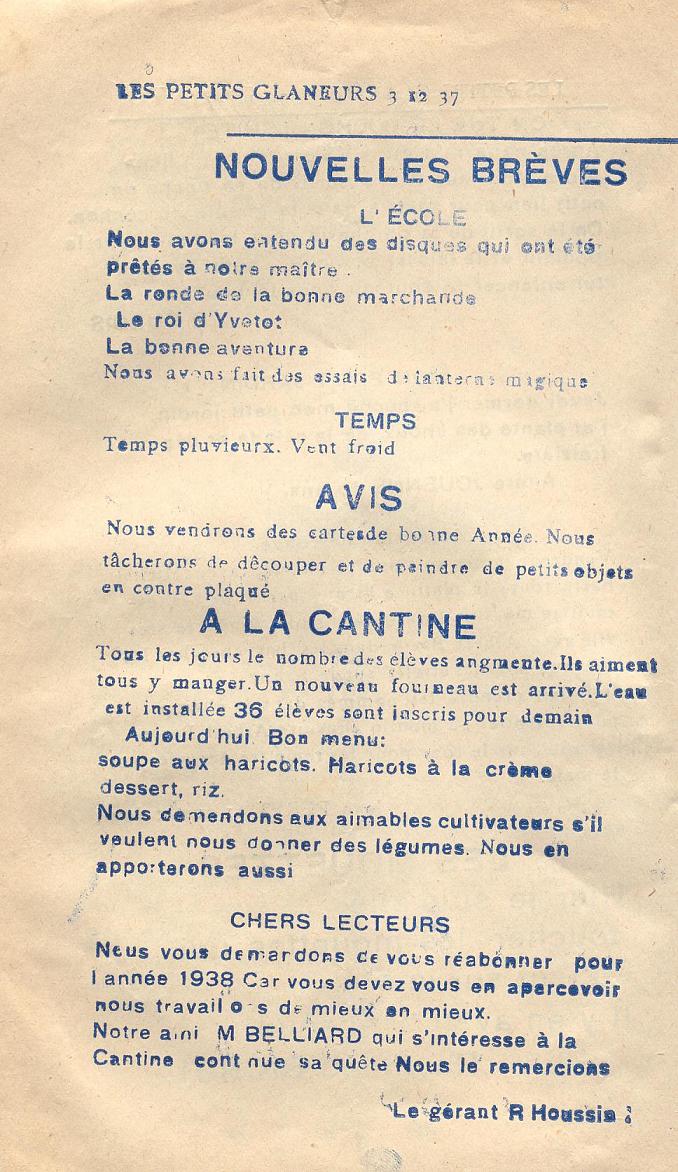 LES PETITS GLANEURS 3 12 37
NOUVELLES BRÈVES
L' ÉCOLE
Nous avons entendu des disques qui ont été
prêtés à notre maître .
La ronde de la bonne marchande
Le roi d'Yvetot
La bonne aventure
Nous avons fait des essais de lanterne magique
TEMPS
Temps pluvieurx. Vent froid
AVIS
Nous vendrons des cartesde bonne Année. Nous
tâcherons de dêcouper et de peindre de petits objets
en contre plaqué
A LA CANTINE
Tous les jours le nombre des élèves angmente. Ils aiment
tous y manger. Un nouveau fourneau est arrivé. L'eau
est installée 36 élèves sont inscris pour demain
Aujourd'hui Bon menu:
soupe aux haricots. Haricots à la crème
dessert, riz.
Nous demendons aux aimables cultivateurs s'il
veulent nous donner des légumes. Nous en
apporterons aussi
CHERS LECTEURS
Nous vous demardons de vous réabonner pour
l année 1938 Car vous devez vous en apercevoir
nous travail o s de mieux en mieux.
Notre ami M BELLIARD qui s'intéresse à la
Cantine cont nue sa quête Nous le remercions
Le gérant R Houssin :